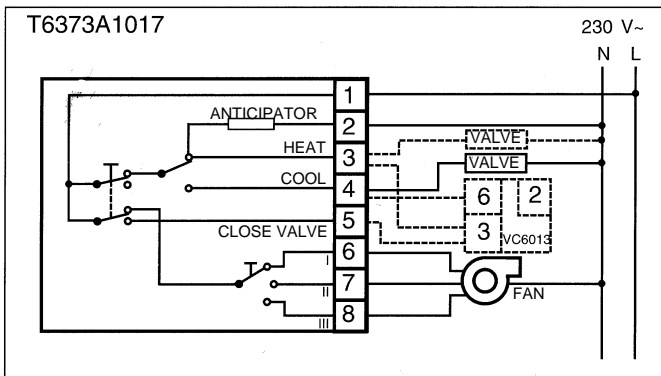 T6373A1017
230 V~
N L
1
ANTICIPATOR
2
VALVE
HEAT
3
VALVE
COOL
4
6 2
5
CLOSE VALVE
3 VC6013
6
I
7
II
FAN
8
III